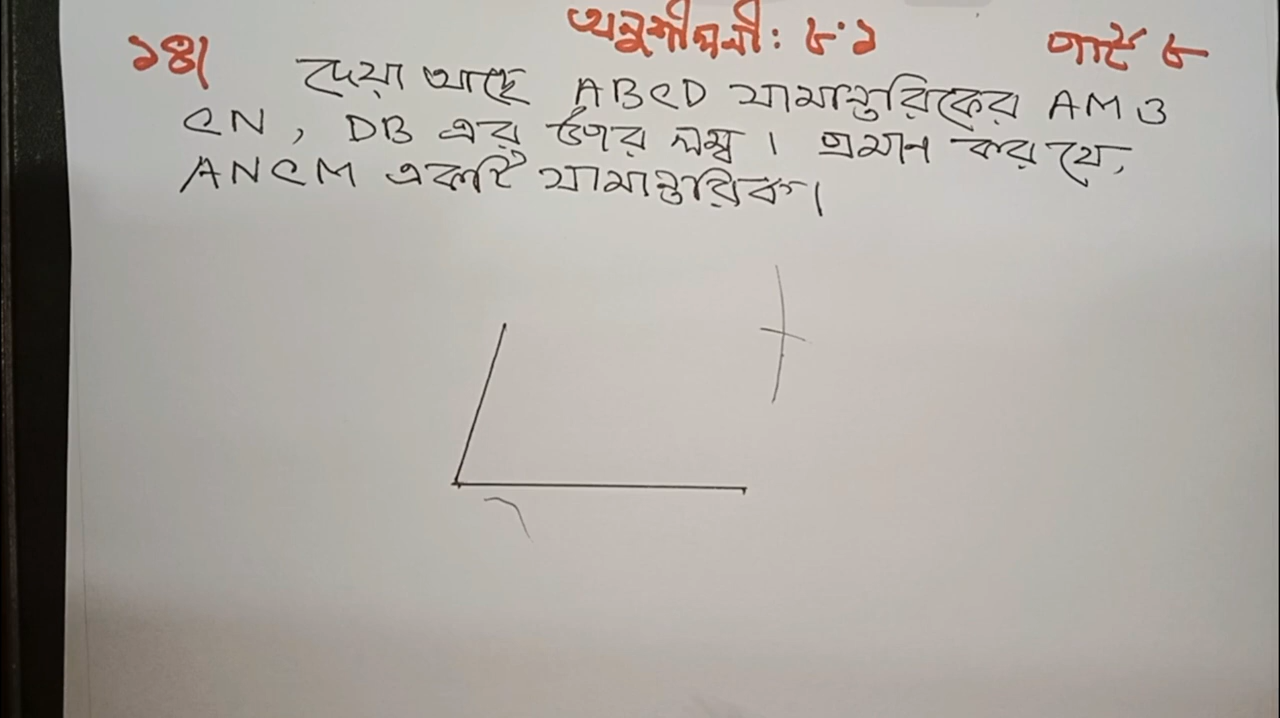 অনুশীলনী: ৮.১ পার্ট ৮
১৪৷ দেয়া আছে ABCD সামান্তরিকের AM ও
CN, DB এর উপর লম্ব । প্রমান কর যে,
ANCM একটি সামান্তরিক।